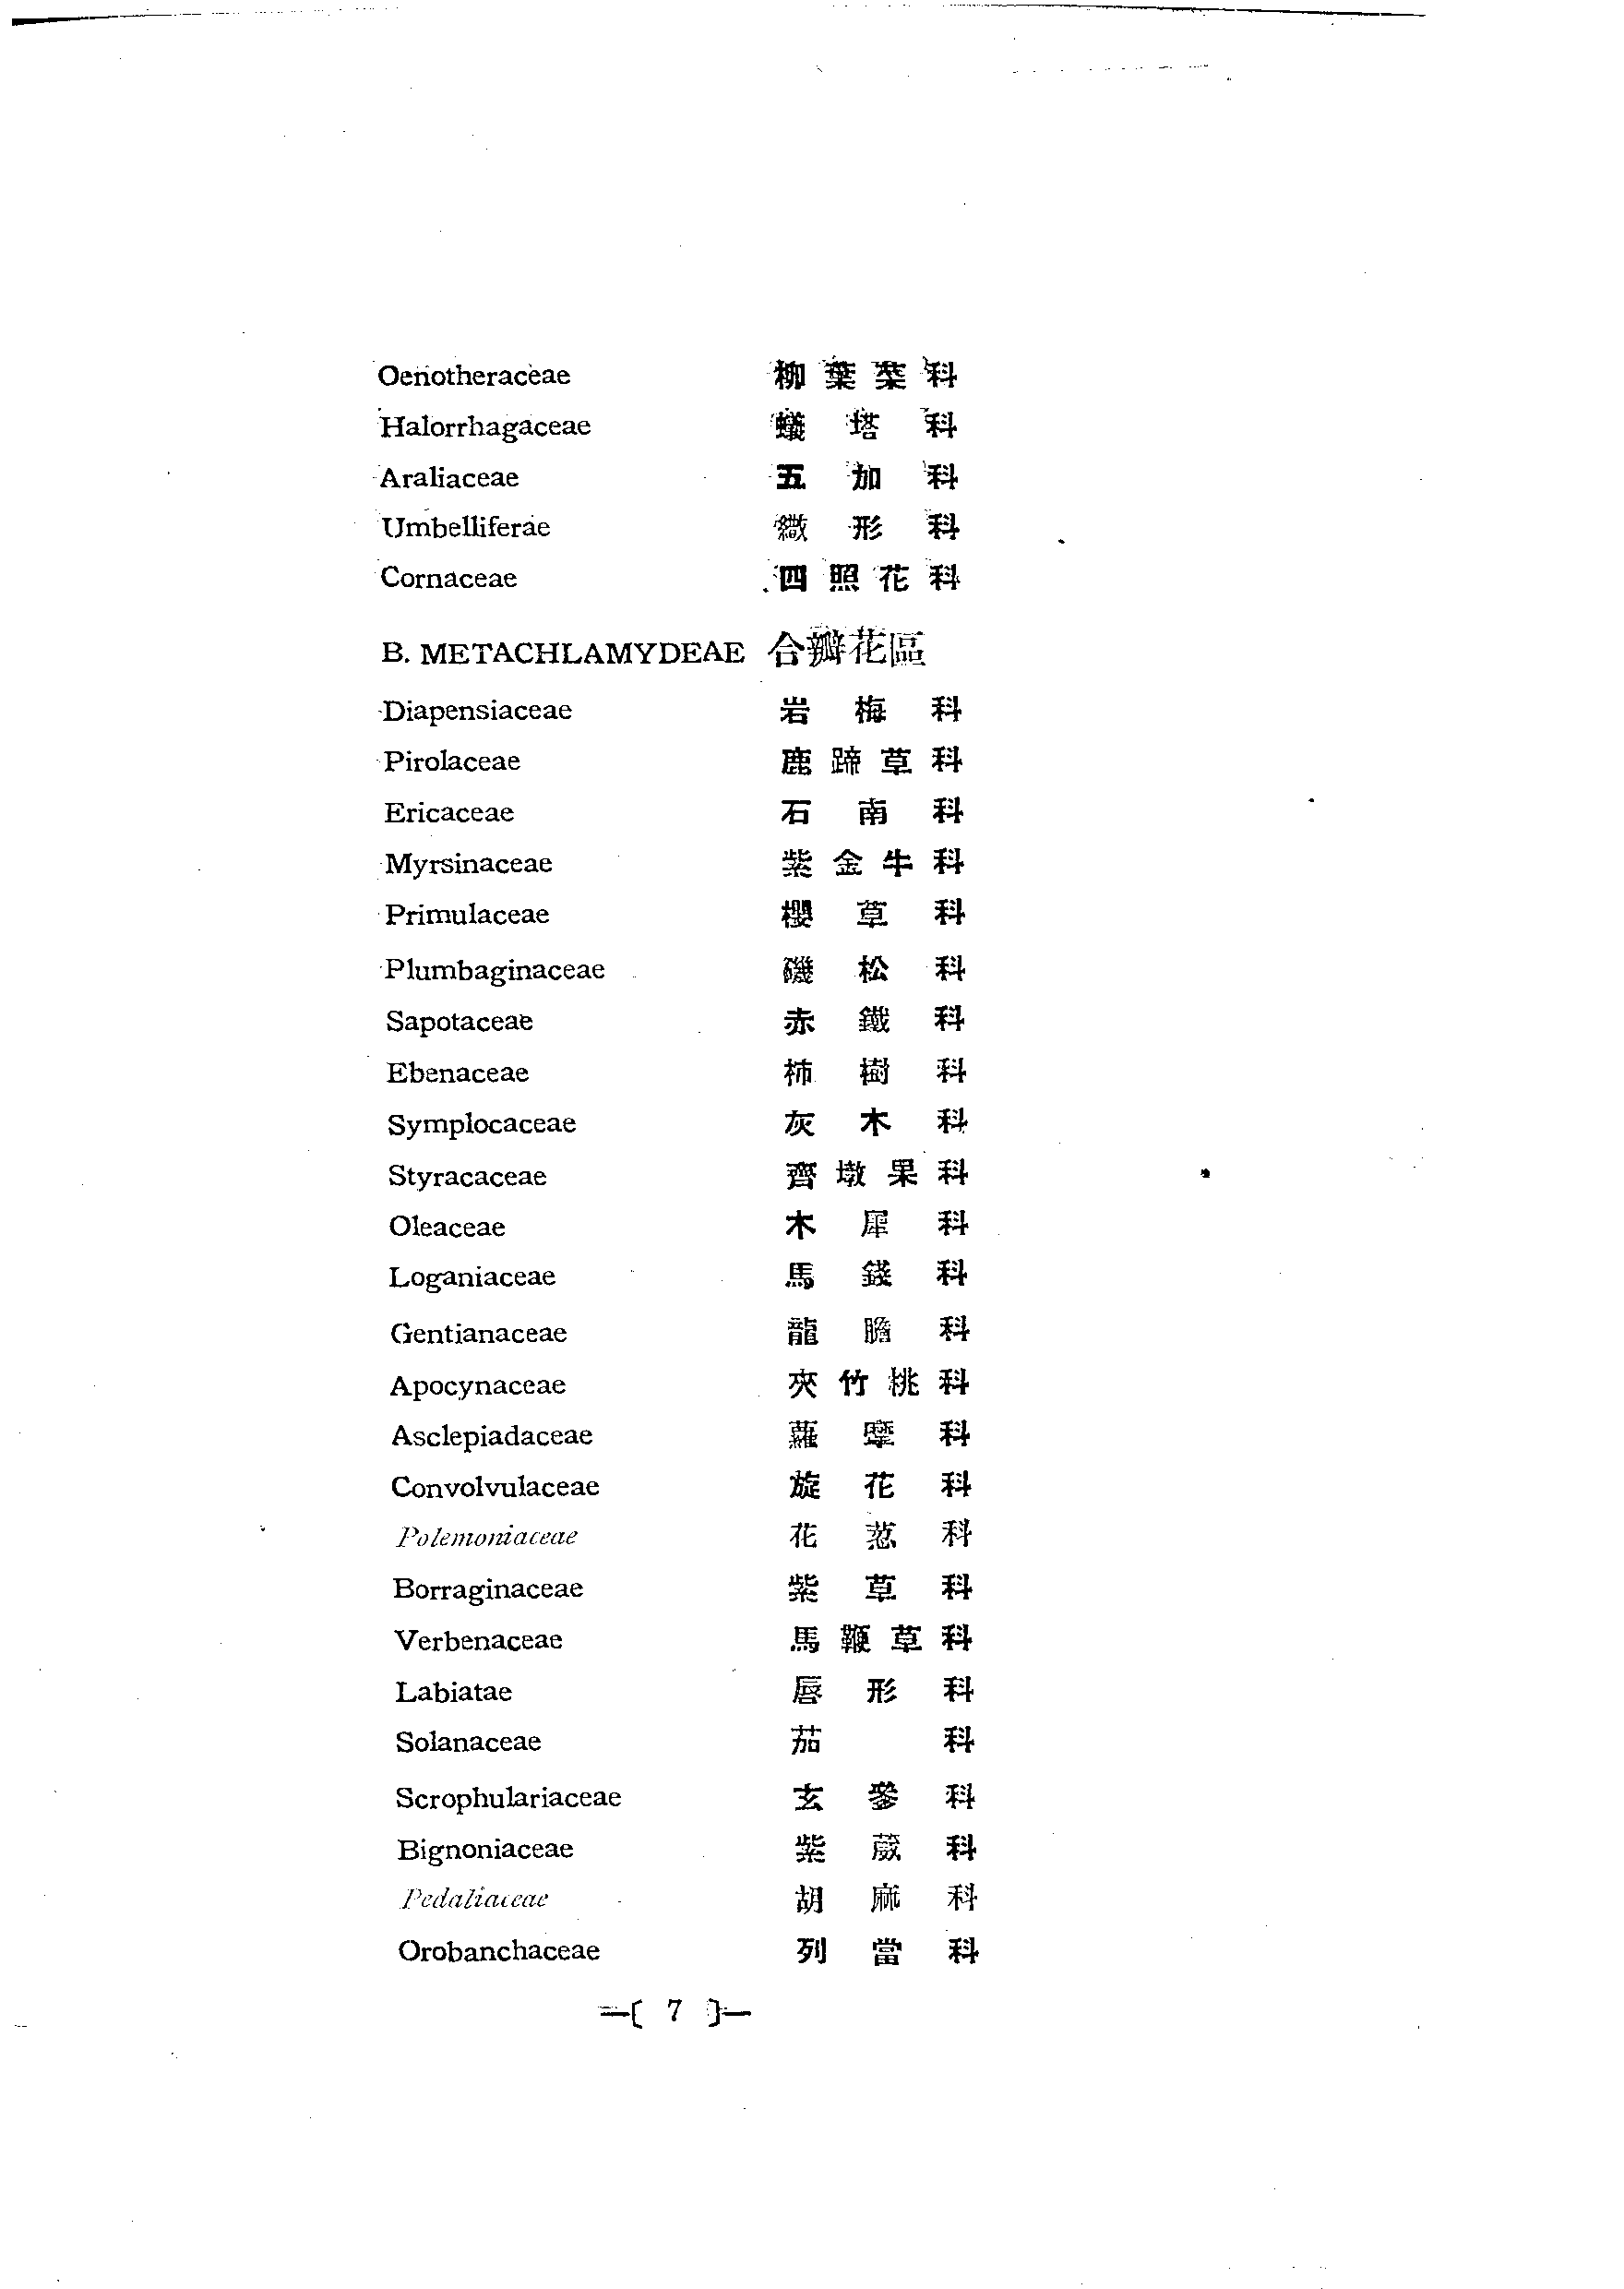 Oenotheraceae 柳葉菜科
Halorrhagaceae 蟻塔科
Araliaceae 五加科
Umbelliferae 繖形科
Cornaceae 四照花科
B. METACHLAMYDEAE 合瓣花區
Diapensiaceae 岩梅科
Pirolaceae 鹿蹄草科
Ericaceae 石南科
Myrsinaceae 紫金牛科
Primulaceae 櫻草科
Plumbaginaceae 磯松科
Sapotaceae 赤鐵科
Ebenaceae 柿樹科
Symplocaceae 灰木科
Styracaceae 齊墩果科
Oleaceae 木犀科
Loganiaceae 馬錢科
Gentianaceae 龍膽科
Apocynaceae 夾竹桃科
Asclepiadaceae 蘿藦科
Convolvulaceae 旋花科
Polemoniaceae 花葱科
Borraginaceae 紫草科
Verbenaceae 馬鞭草科
Labiatae 唇形科
Solanaceae 茄科
Scrophulariaceae 玄參科
Bignoniaceae 紫葳科
Pedaliaceae 胡麻科
Orobanchaceae 列當科
—[ 7 ]—